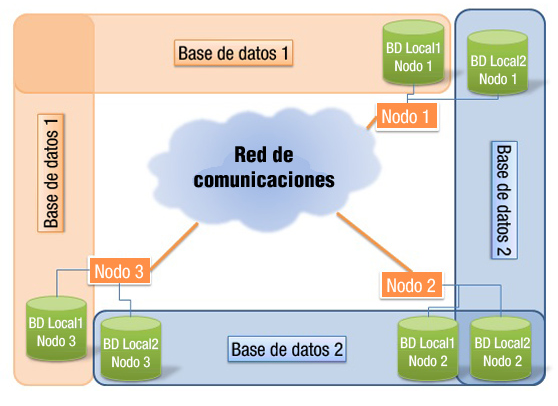 Base de datos 1
BD Local1
Nodo 1
BD Local2
Nodo 1
Nodo 1
Base de datos 1
Red de
comunicaciones
Base de datos 2
Nodo 3
Nodo 2
BD Local1
Nodo 3
BD Local2
Nodo 3
Base de datos 2
BD Local1
Nodo 2
BD Local2
Nodo 2